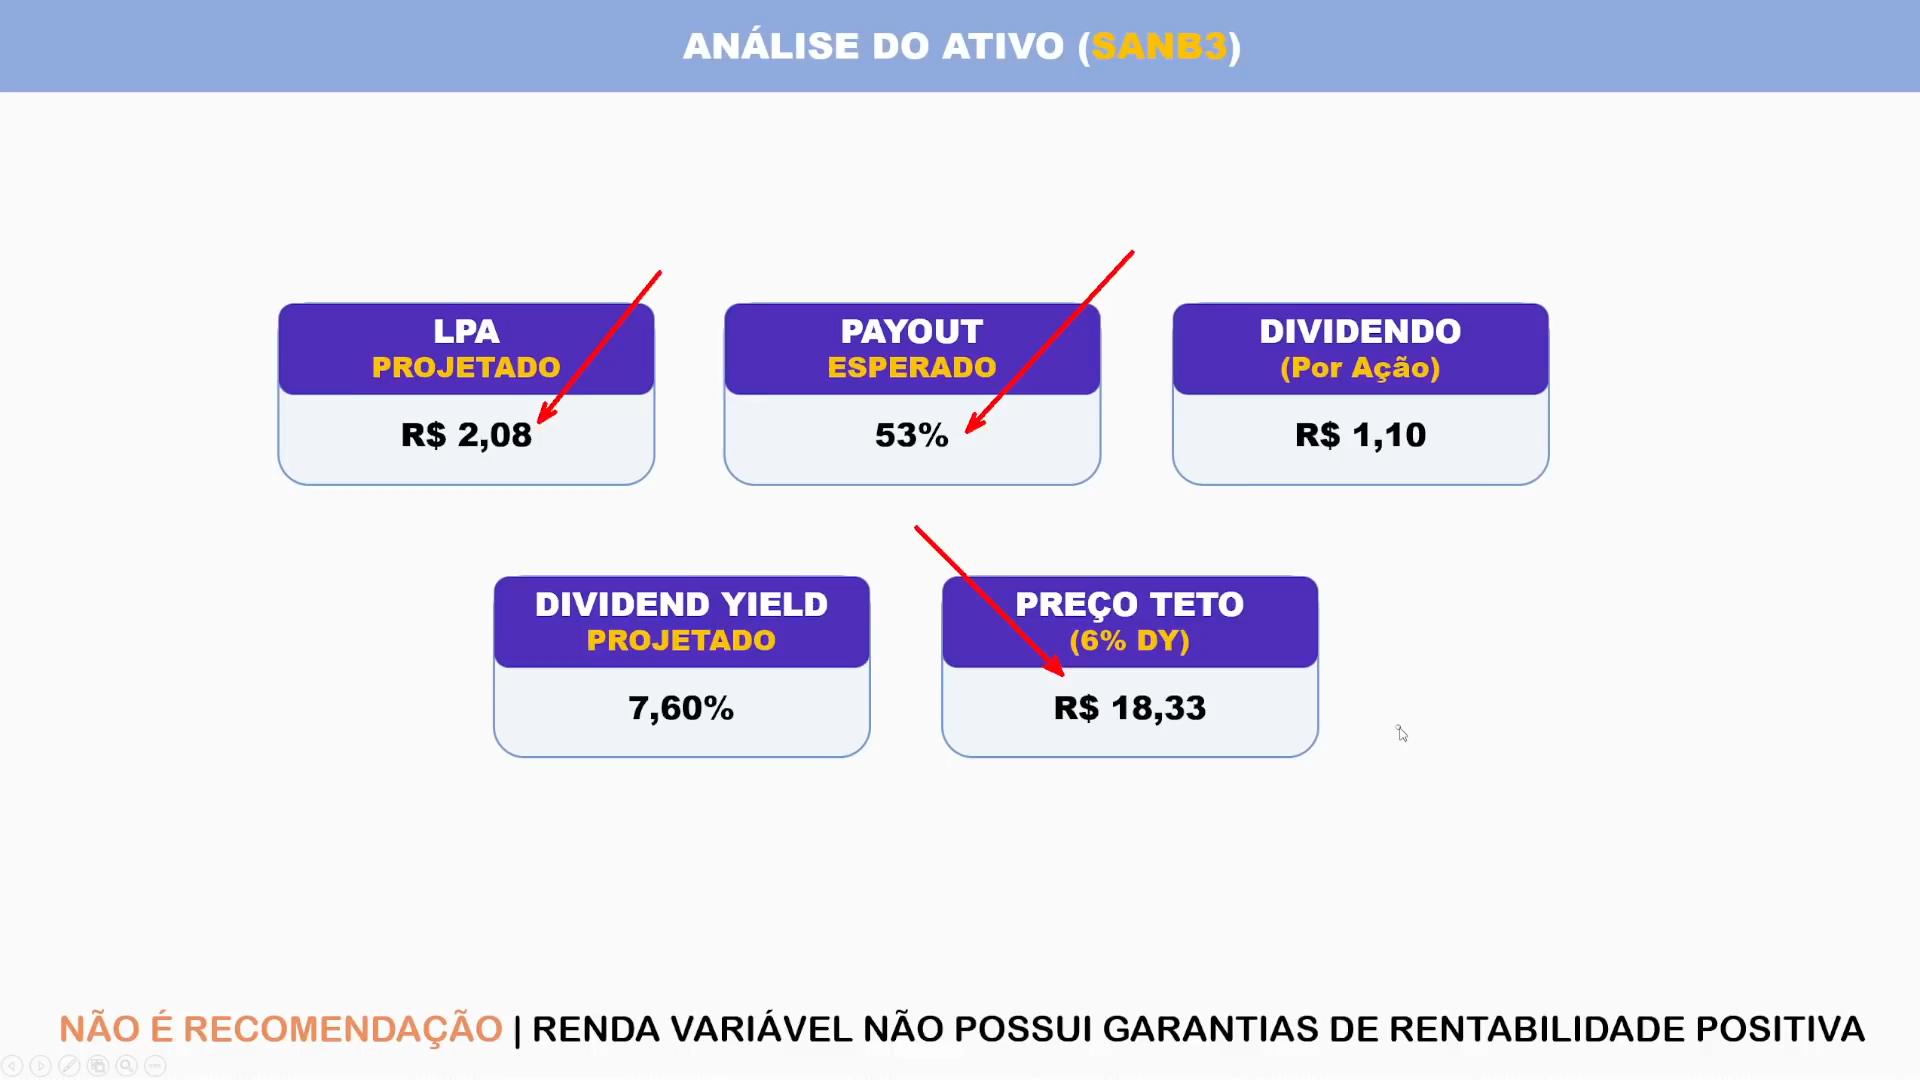 ANÁLISE DO ATIVO (SANB3)
LPA
PROJETADO
R$ 2,08
PAYOUT
ESPERADO
53%
DIVIDENDO
(Por Ação)
R$ 1,10
DIVIDEND YIELD
PROJETADO
7,60%
PREÇO TETO
(6% DY)
R$ 18,33
NÃO É RECOMENDAÇÃO | RENDA VARIÁVEL NÃO POSSUI GARANTIAS DE RENTABILIDADE POSITIVA